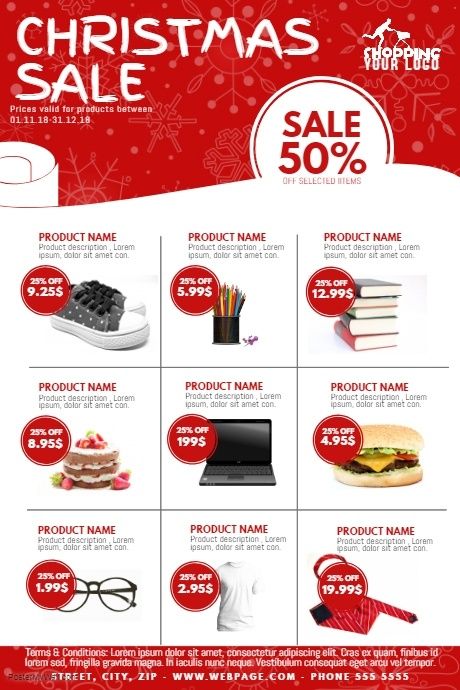 CHRISTMAS
SALE
Prices valid for products between
01.11.18-31.12.18
SHOPPING
YOUR LOGO
SALE
50%
OFF SELECTED ITEMS
PRODUCT NAME
Product description , Lorem
ipsum, dolor sit amet con.
25% OFF
9.25$
PRODUCT NAME
Product description , Lorem
ipsum, dolor sit amet con.
25% OFF
5.99$
PRODUCT NAME
Product description , Lorem
ipsum, dolor sit amet con.
25% OFF
12.99$
PRODUCT NAME
Product description , Lorem
ipsum, dolor sit amet con.
25% OFF
8.95$
PRODUCT NAME
Product description , Lorem
ipsum, dolor sit amet con.
25% OFF
199$
PRODUCT NAME
Product description , Lorem
ipsum, dolor sit amet con.
25% OFF
4.95$
PRODUCT NAME
Product description , Lorem
ipsum, dolor sit amet con.
25% OFF
1.99$
PRODUCT NAME
Product description , Lorem
ipsum, dolor sit amet con.
25% OFF
2.95$
PRODUCT NAME
Product description , Lorem
ipsum, dolor sit amet con.
25% OFF
19.99$
Terms & Conditions: Lorem ipsum dolor sit amet, consectetur adipiscing elit. Cras ex quam, finibus ut
lorem sed, fringilla commodo ipsum. Vestibulum Vestibulum consequat eget arcu vel tempor.
STREET, CITY, ZIP - WWW.WEBPAGE.COM - PHONE 555 5555